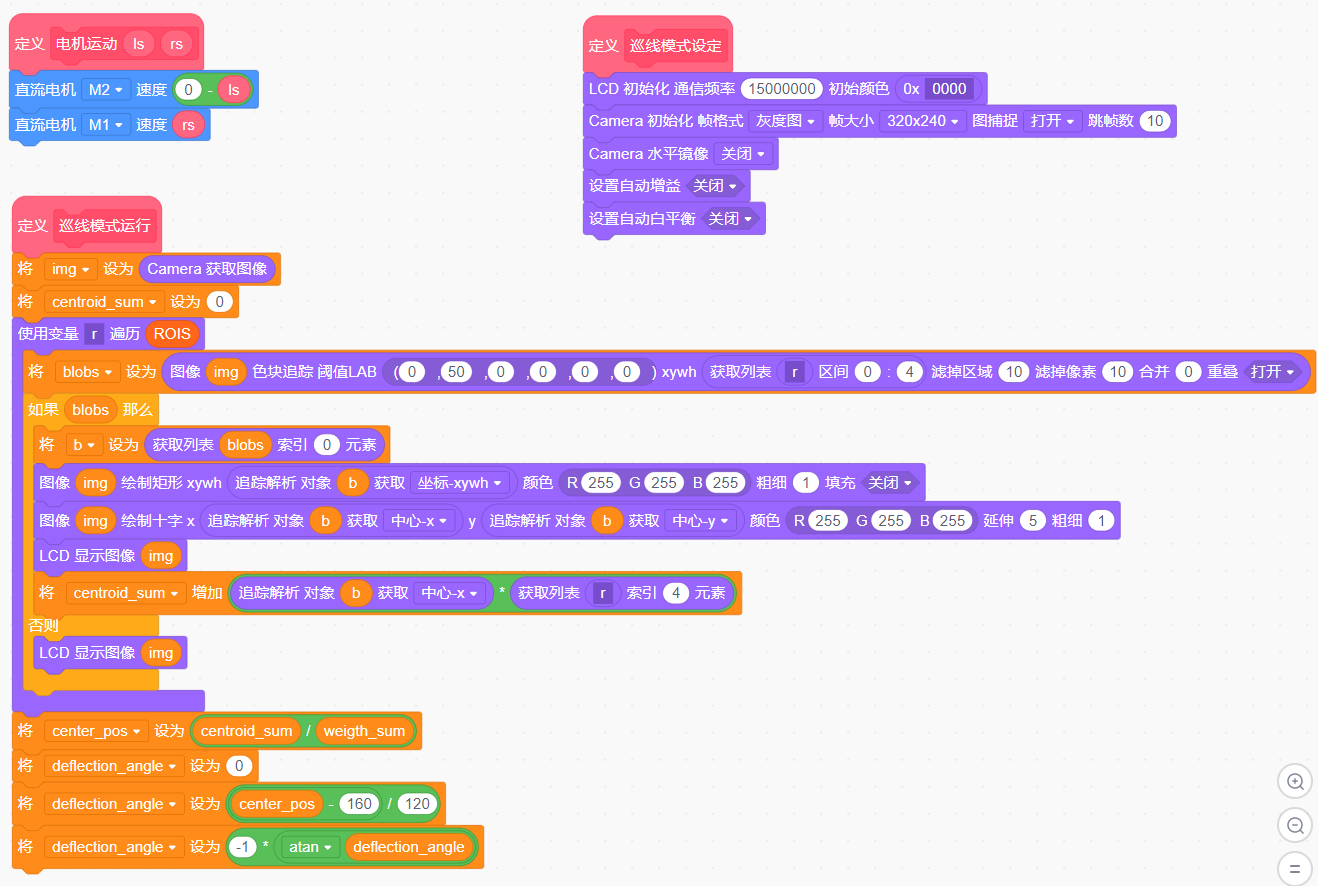 定义 电机运动 ls rs
直流电机 M2 速度 0 - ls
直流电机 M1 速度 rs
定义 巡线模式设定
LCD 初始化 通信频率 15000000 初始颜色 0x 0000
Camera 初始化 帧格式 灰度图 帧大小 320x240 图捕捉 打开 跳帧数 10
Camera 水平镜像 关闭
设置自动增益 关闭
设置自动白平衡 关闭
定义 巡线模式运行
将 img 设为 Camera 获取图像
将 centroid_sum 设为 0
使用变量 r 遍历 ROIS
将 blobs 设为 图像 img 色块追踪 阈值LAB (0 ,50 ,0 ,0 ,0 ,0 ) xywh 获取列表 r 区间 0 : 4 滤掉区域 10 滤掉像素 10 合并 0 重叠 打开
如果 blobs 那么
将 b 设为 获取列表 blobs 索引 0 元素
图像 img 绘制矩形 xywh 追踪解析 对象 b 获取 坐标-xywh 颜色 R 255 G 255 B 255 粗细 1 填充 关闭
图像 img 绘制十字 x 追踪解析 对象 b 获取 中心-x y 追踪解析 对象 b 获取 中心-y 颜色 R 255 G 255 B 255 延伸 5 粗细 1
LCD 显示图像 img
将 centroid_sum 增加 追踪解析 对象 b 获取 中心-x * 获取列表 r 索引 4 元素
否则
LCD 显示图像 img
将 center_pos 设为 centroid_sum / weigth_sum
将 deflection_angle 设为 0
将 deflection_angle 设为 center_pos - 160 / 120
将 deflection_angle 设为 -1 * atan deflection_angle